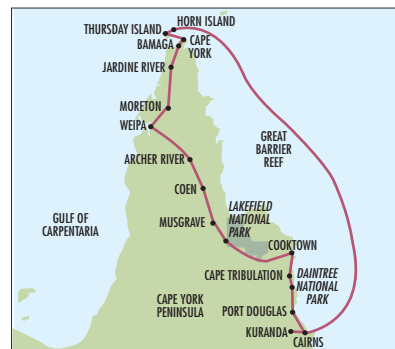 HORN ISLAND
THURSDAY ISLAND
BAMAGA
CAPE
YORK
JARDINE RIVER
MORETON
WEIPA
GREAT
BARRIER
REEF
ARCHER RIVER
COEN
LAKEFIELD
NATIONAL
PARK
MUSGRAVE
GULF OF
CARPENTARIA
COOKTOWN
CAPE TRIBULATION
DAINTREE
NATIONAL
PARK
CAPE YORK
PENINSULA
PORT DOUGLAS
KURANDA
CAIRNS